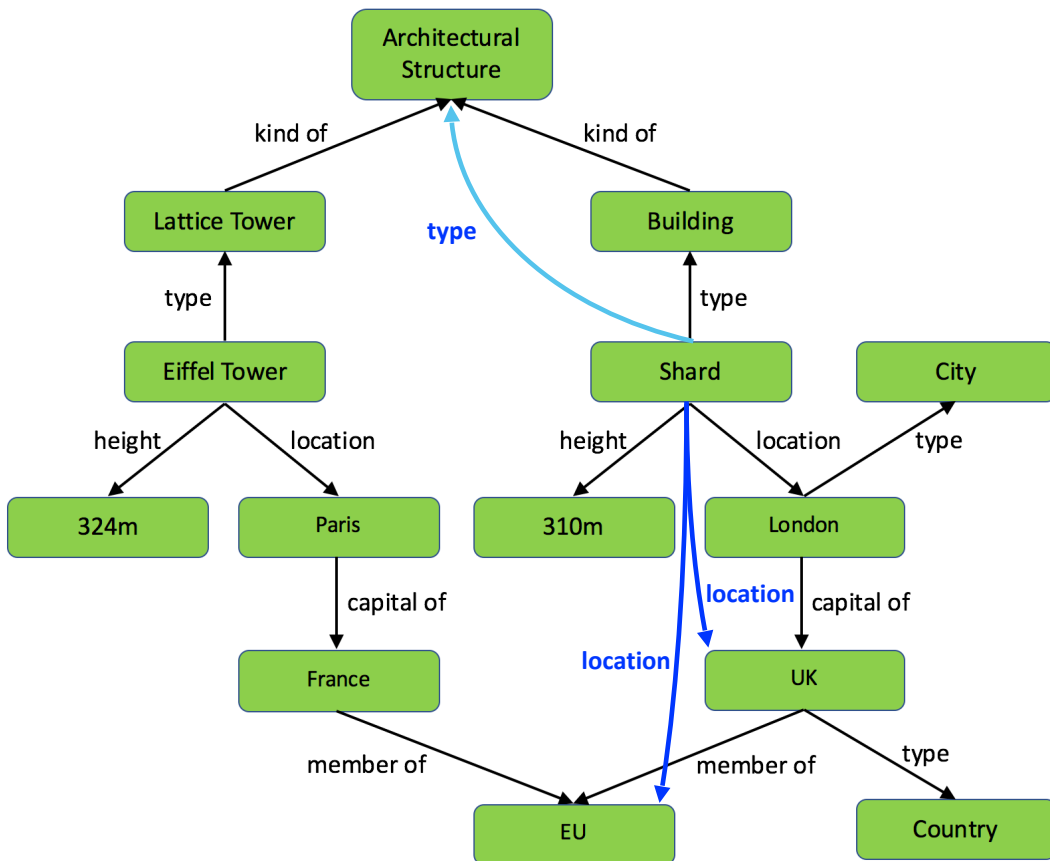 Architectural
Structure
kind of
kind of
Lattice Tower
Building
type
type
type
Eiffel Tower
Shard
City
height
location
height
location
type
324m
Paris
310m
London
capital of
location
capital of
location
France
UK
member of
member of
type
EU
Country